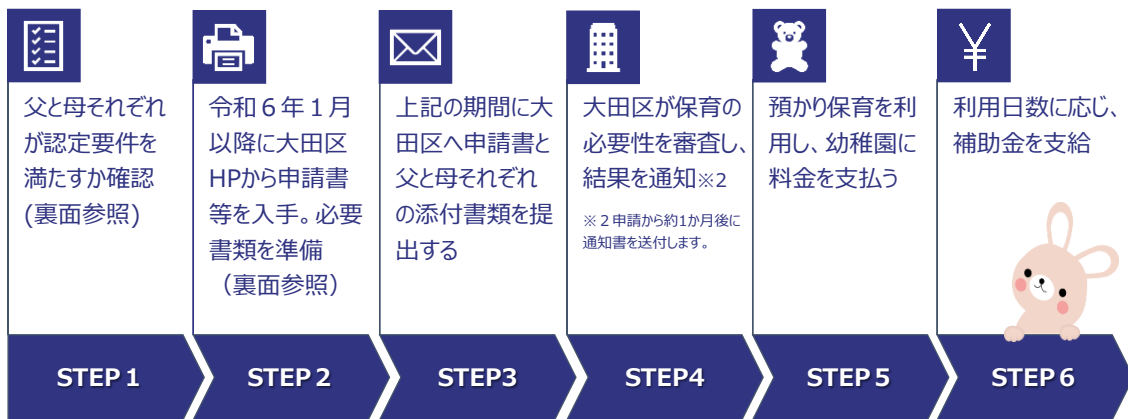 父と母それぞれ
が認定要件を
満たすか確認
(裏面参照)
令和６年１月
以降に大田区
HPから申請書
等を入手。必要
書類を準備
（裏面参照）
上記の期間に大
田区へ申請書と
父と母それぞれ
の添付書類を提
出する
大田区が保育の
必要性を審査し、
結果を通知※2
※２申請から約1か月後に
通知書を送付します。
預かり保育を利
用し、幼稚園に
料金を支払う
￥
利用日数に応じ、
補助金を支給
STEP１
STEP２
STEP3
STEP4
STEP５
STEP６